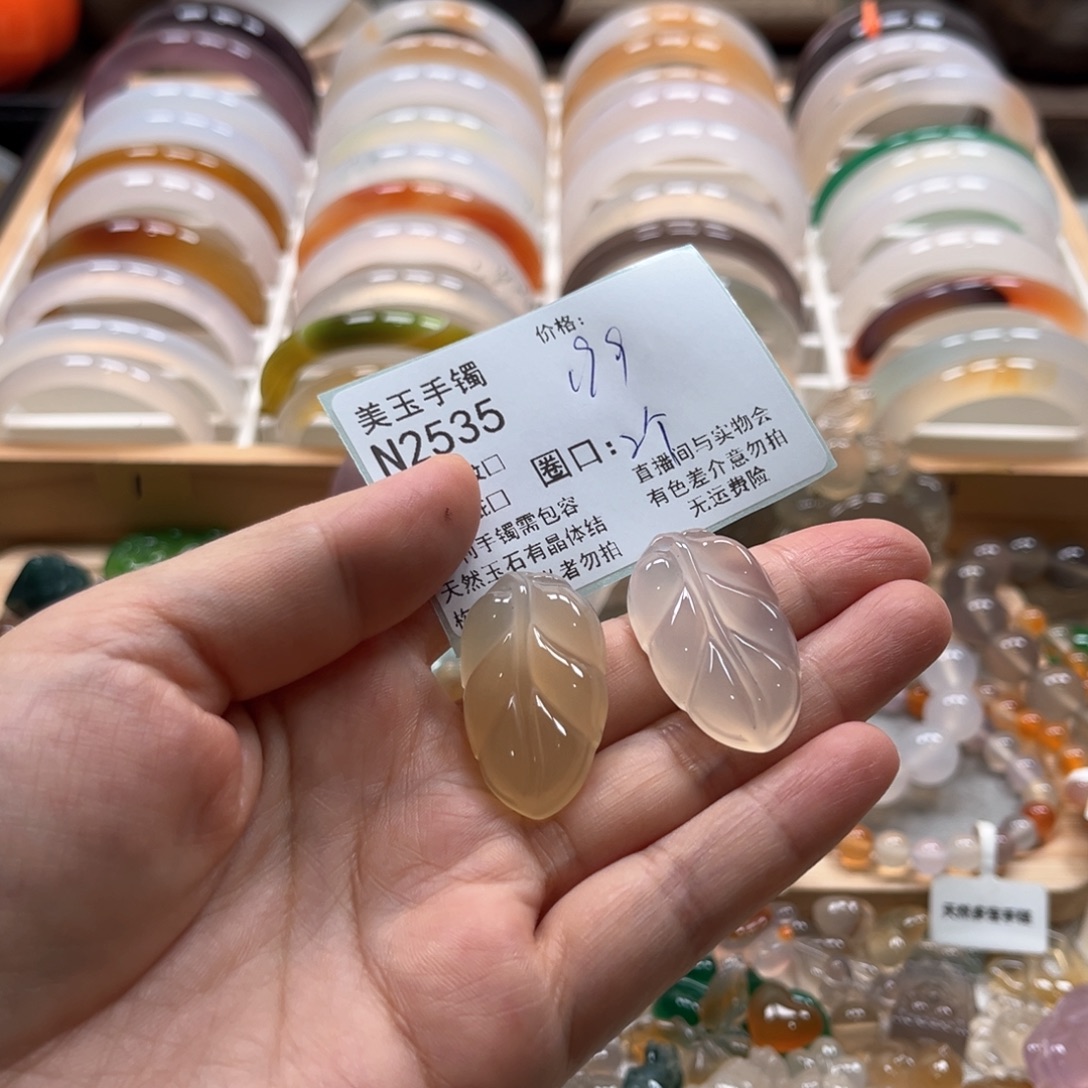 价格:
99
美玉手镯
N2535
圈口: 2个
手镯需包容
天然玉石有晶体结
者勿拍
直播间与实物会
有色差介意勿拍
无运费险